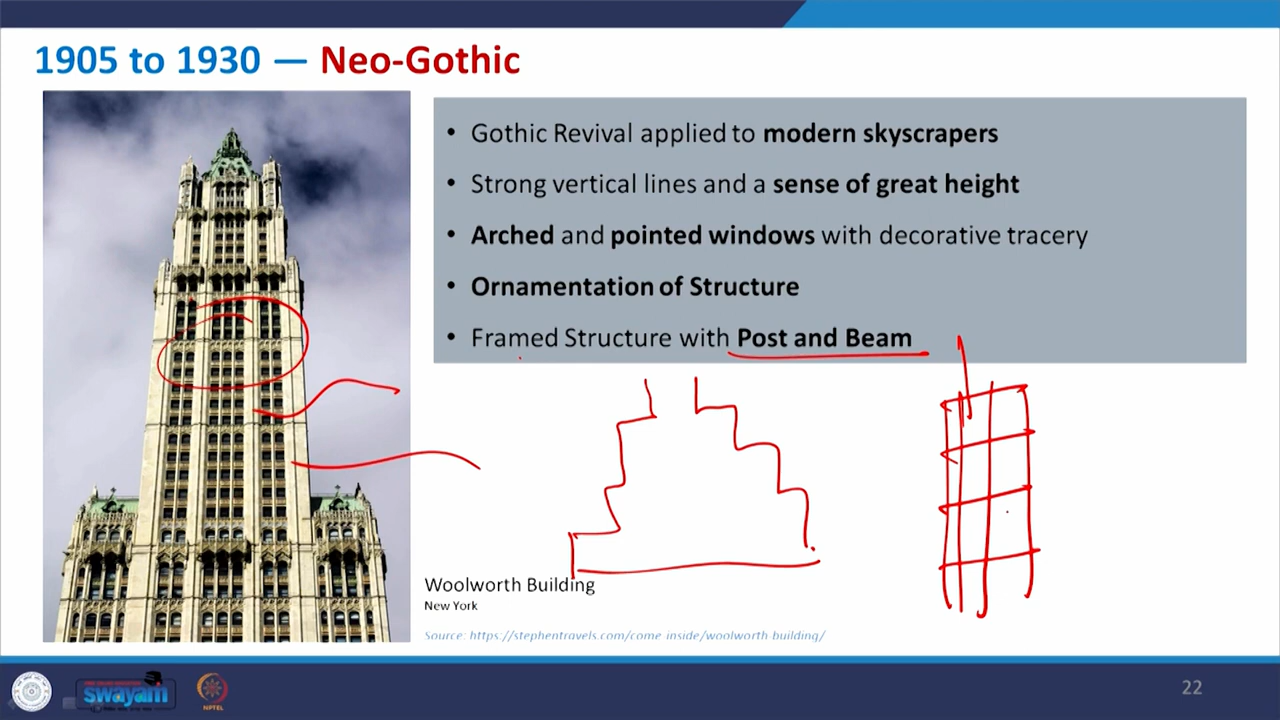 1905 to 1930 — Neo-Gothic
• Gothic Revival applied to modern skyscrapers
• Strong vertical lines and a sense of great height
• Arched and pointed windows with decorative tracery
• Ornamentation of Structure
• Framed Structure with Post and Beam
Woolworth Building
New York
Source: https://stephentravels.com/come-inside/woolworth-building/
swayam
NPTEL
22